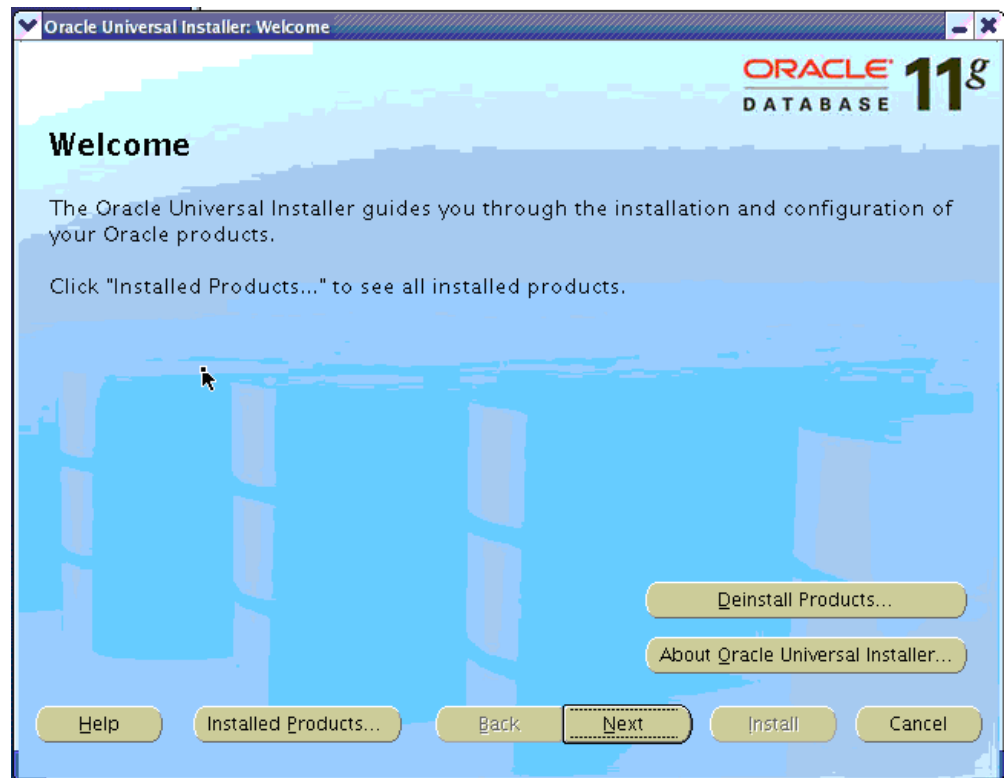 Oracle Universal Installer: Welcome
ORACLE 11g
DATABASE
Welcome
The Oracle Universal Installer guides you through the installation and configuration of
your Oracle products.
Click "Installed Products..." to see all installed products.
Deinstall Products...
About Oracle Universal Installer...
Help Installed Products... Back Next Install Cancel